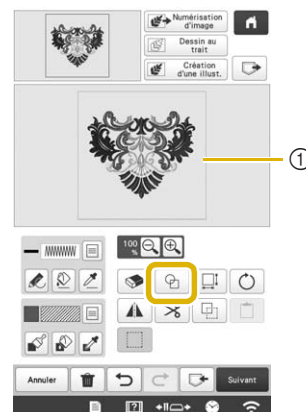 Numérisation
d'image
Dessin au
trait
Création
d'une illust.
①
100
%
Annuler
Suivant